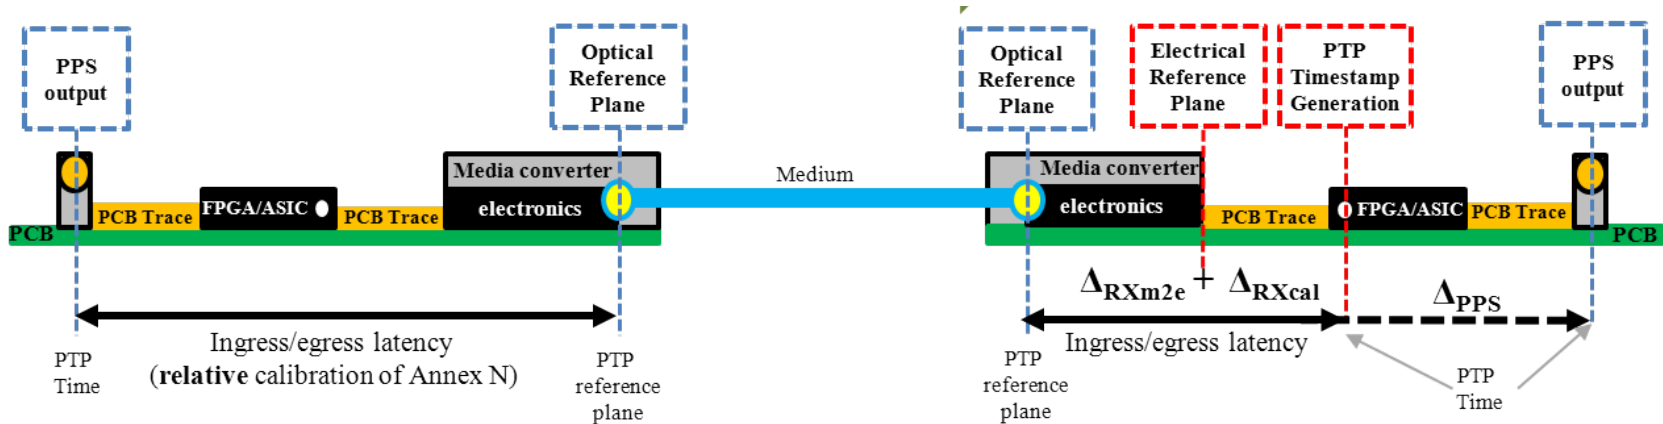 PPS
output
Optical
Reference
Plane
Media converter
FPGA/ASIC
electronics
PCB Trace
PCB Trace
PCB
Ingress/egress latency
(relative calibration of Annex N)
PTP
Time
PTP
reference
plane
Medium
Optical
Reference
Plane
Electrical
Reference
Plane
PTP
Timestamp
Generation
PPS
output
Media converter
electronics
PCB Trace
FPGA/ASIC
PCB Trace
PCB
ΔRXm2e + ΔRXcal
ΔPPS
Ingress/egress latency
PTP
reference
plane
PTP
Time